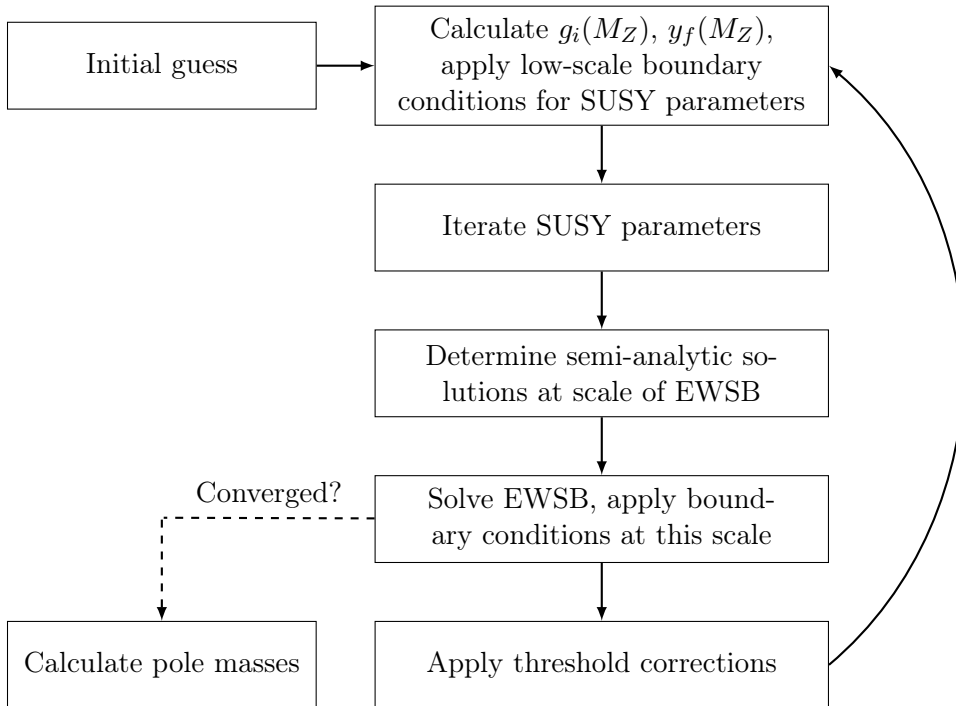 Initial guess
Calculate $g_i(M_Z)$, $y_f(M_Z)$,
apply low-scale boundary
conditions for SUSY parameters
Iterate SUSY parameters
Determine semi-analytic so-
lutions at scale of EWSB
Converged?
Solve EWSB, apply bound-
ary conditions at this scale
Calculate pole masses
Apply threshold corrections